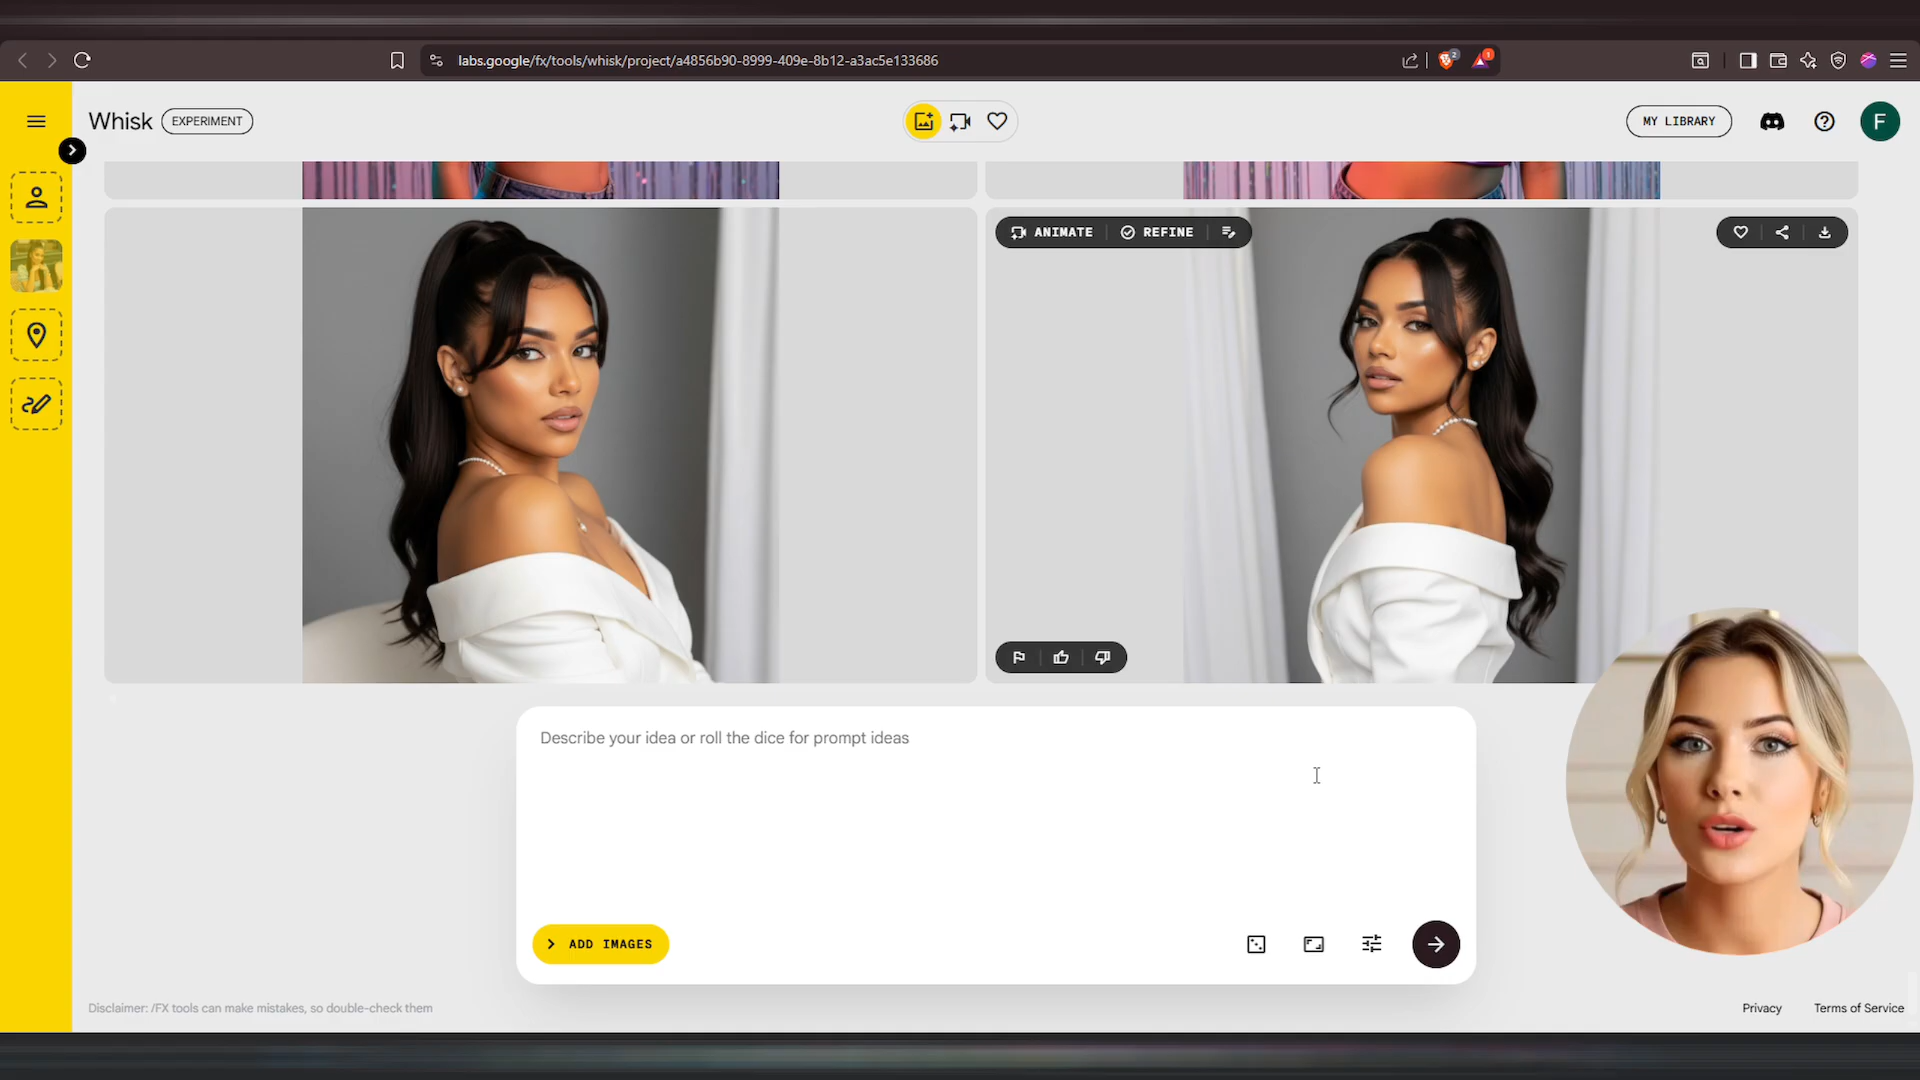 labs.google/fx/tools/whisk/project/a4856b90-8999-409e-8b12-a3ac5e133686
2
1
Whisk
EXPERIMENT
MY LIBRARY
F
ANIMATE
REFINE
Describe your idea or roll the dice for prompt ideas
ADD IMAGES
Disclaimer: /FX tools can make mistakes, so double-check them
Privacy
Terms of Service